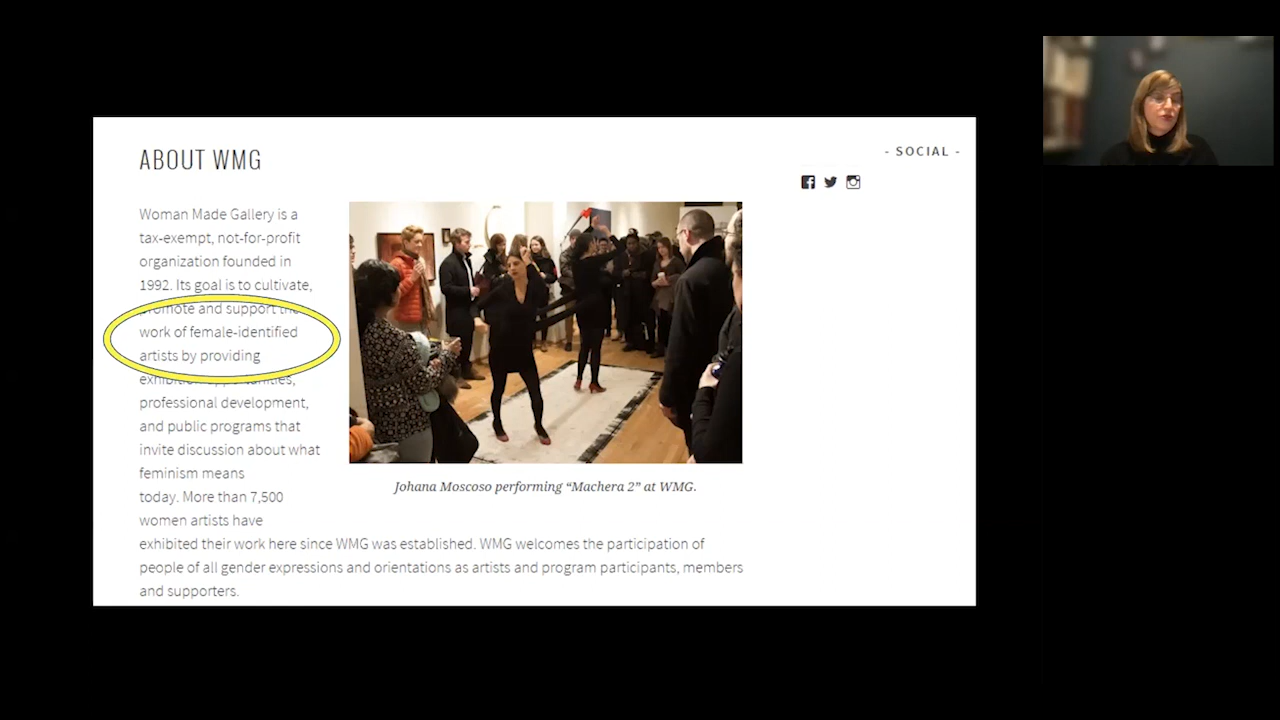 ABOUT WMG
- SOCIAL -
Woman Made Gallery is a
tax-exempt, not-for-profit
organization founded in
1992. Its goal is to cultivate,
promote and support the
work of female-identified
artists by providing
exhibition opportunities,
professional development,
and public programs that
invite discussion about what
feminism means
today. More than 7,500
women artists have
exhibited their work here since WMG was established. WMG welcomes the participation of
people of all gender expressions and orientations as artists and program participants, members
and supporters.
Johana Moscoso performing “Machera 2” at WMG.